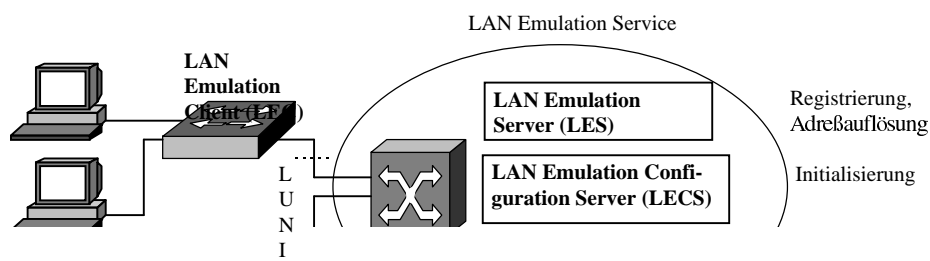 LAN Emulation Service
LAN
Emulation
Client (LEC)
LAN Emulation
Server (LES)
Registrierung,
Adreßauflösung
LAN Emulation Confi-
guration Server (LECS)
Initialisierung
L
U
N
I